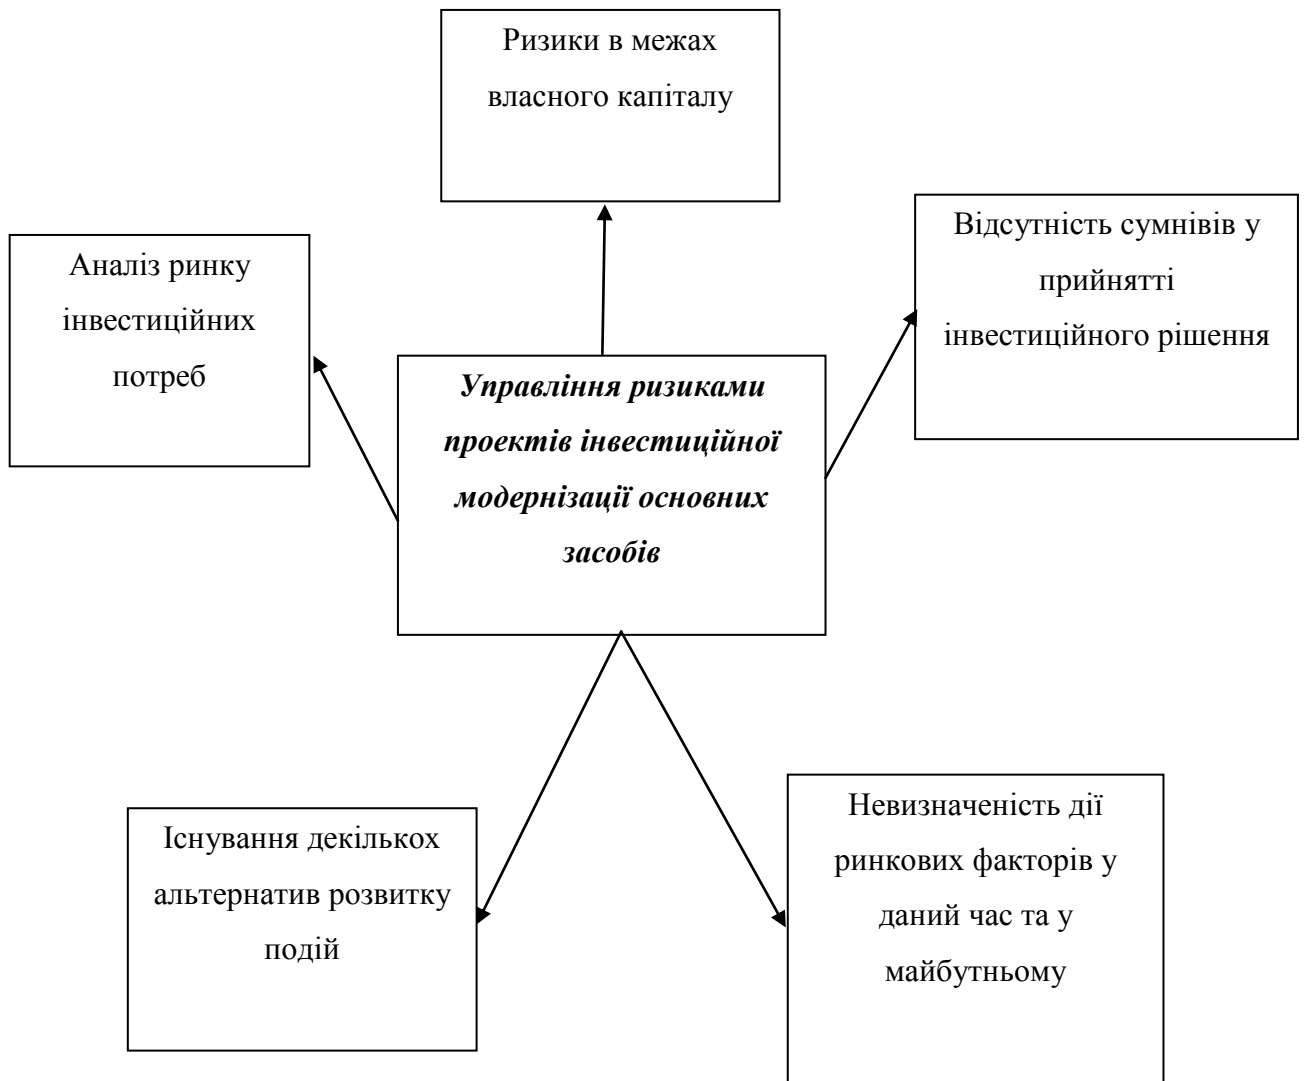 Ризики в межах
власного капіталу
Відсутність сумнівів у
прийнятті
інвестиційного рішення
Аналіз ринку
інвестиційних
потреб
Управління ризиками
проектів інвестиційної
модернізації основних
засобів
Існування декількох
альтернатив розвитку
подій
Невизначеність дії
ринкових факторів у
даний час та у
майбутньому